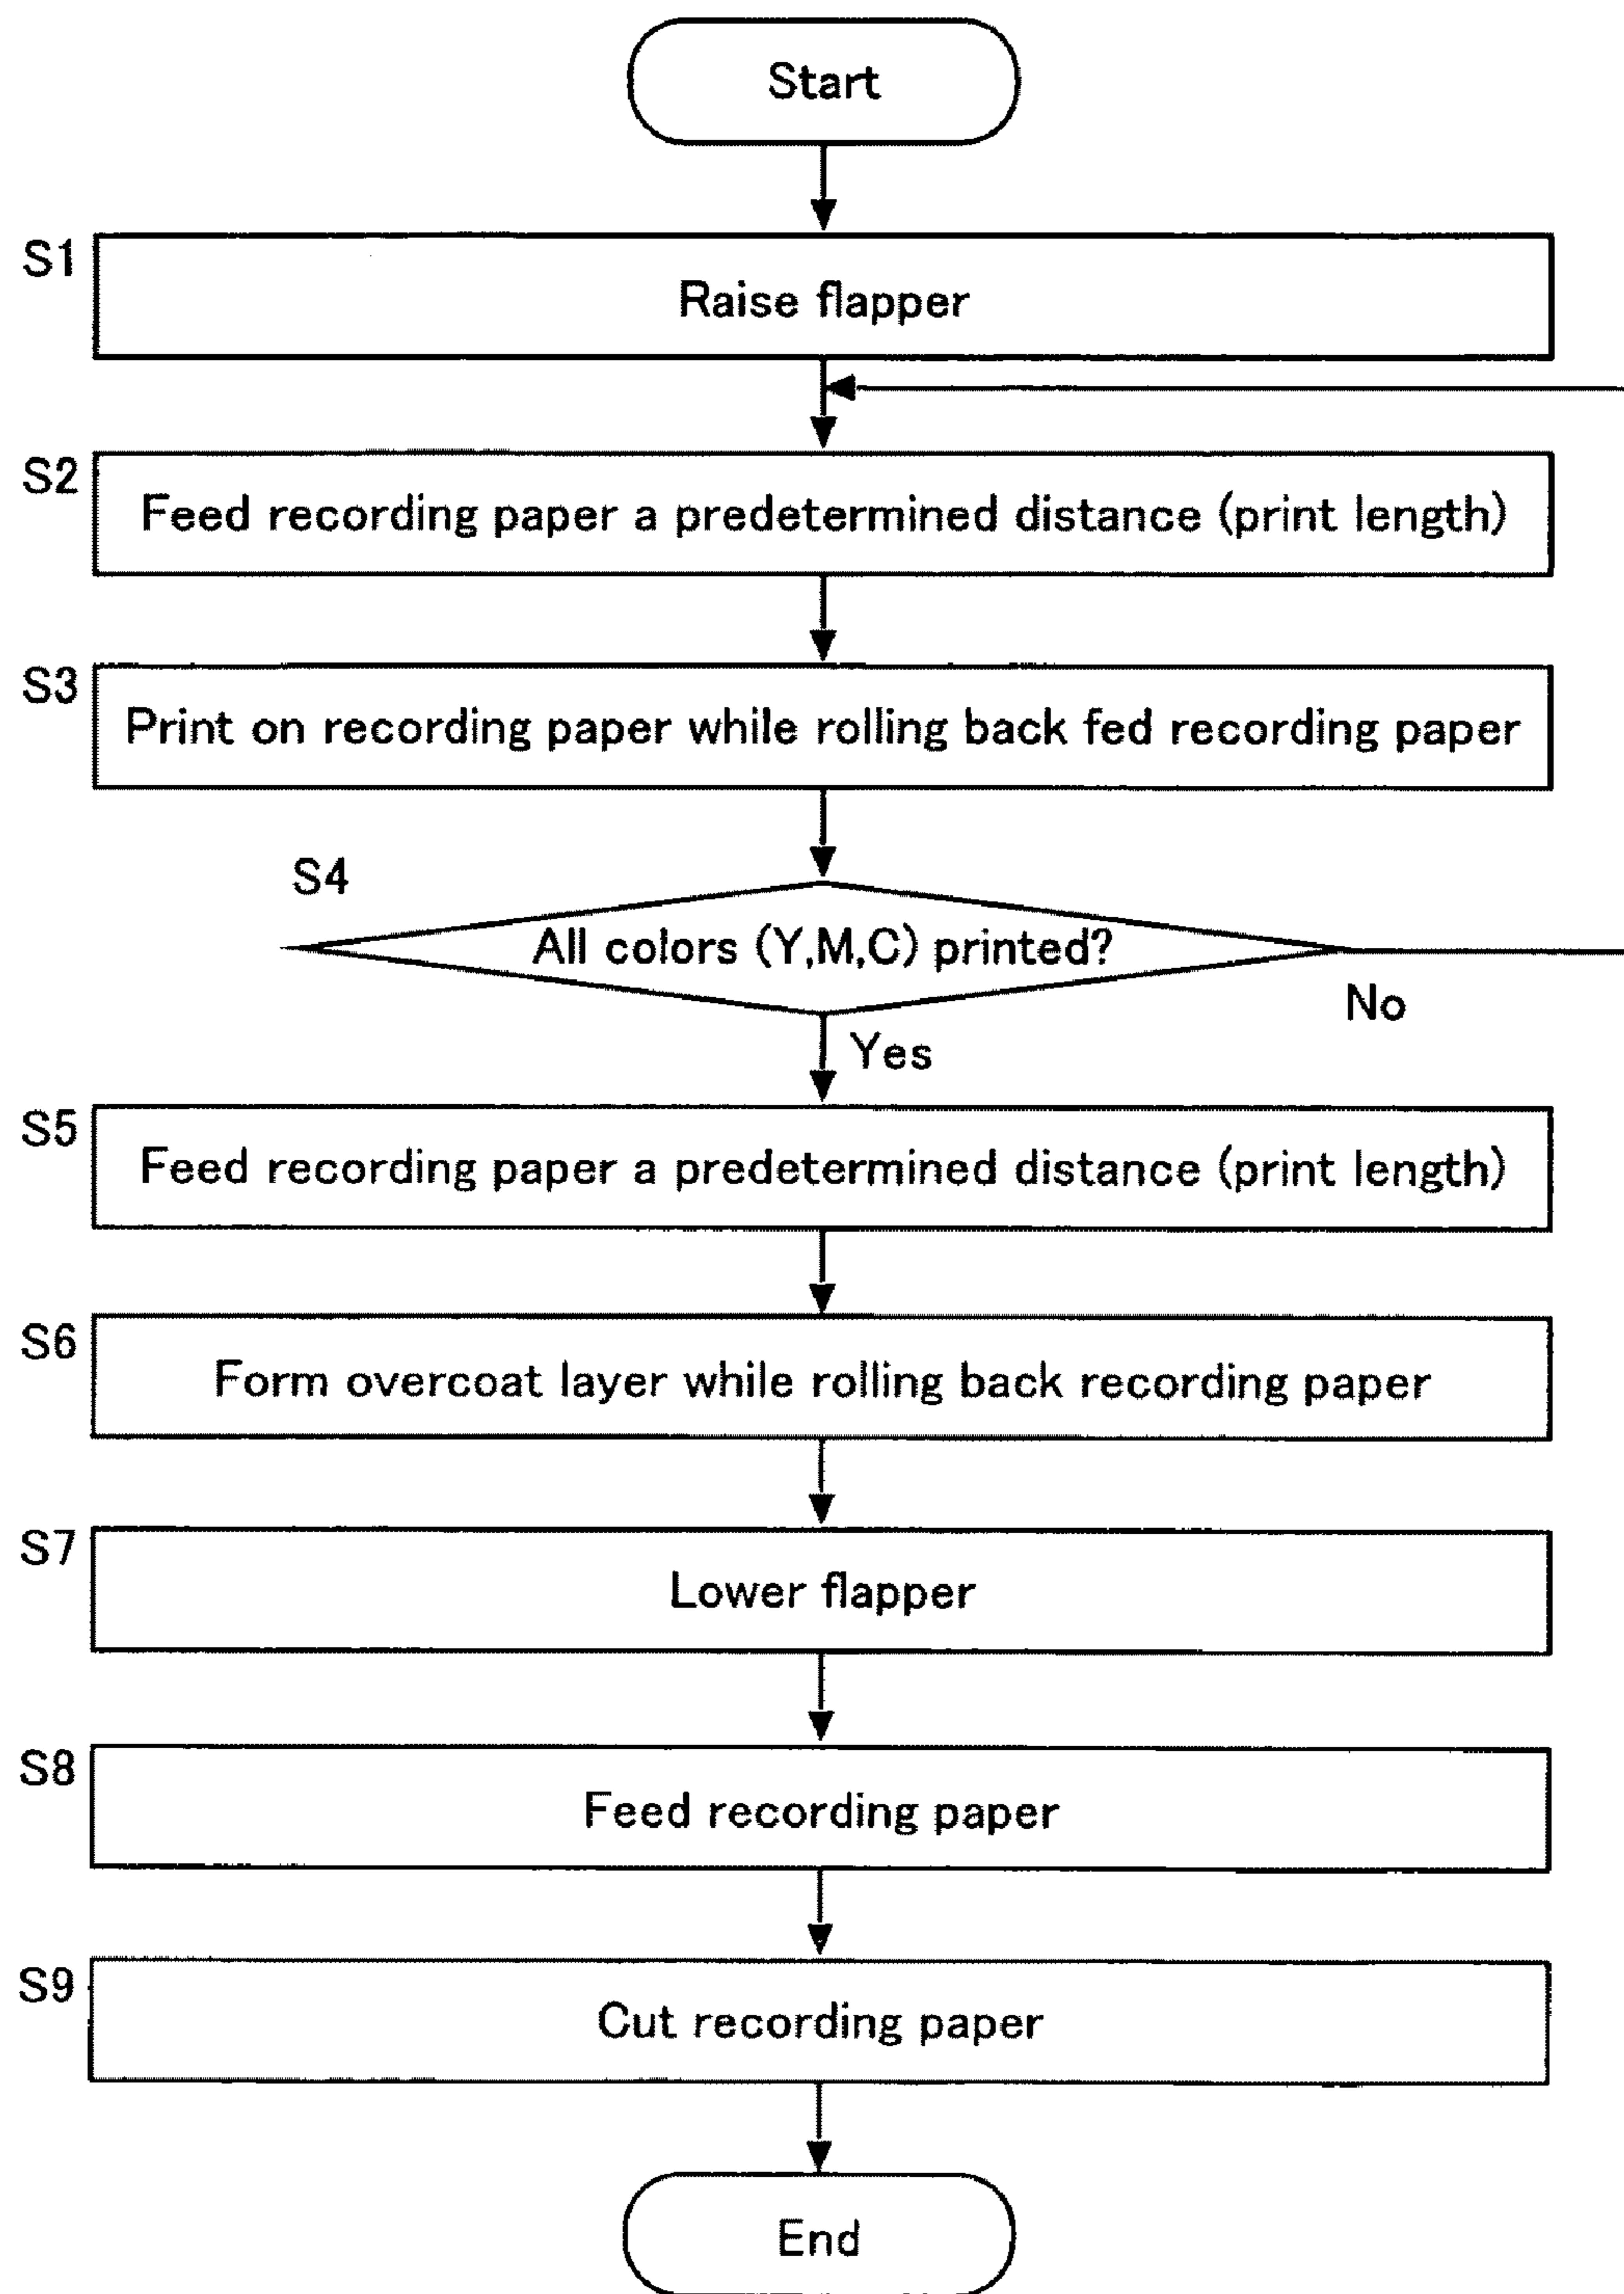 Start
S1
Raise flapper
S2
Feed recording paper a predetermined distance (print length)
S3
Print on recording paper while rolling back fed recording paper
S4
All colors (Y,M,C) printed?
No
Yes
S5
Feed recording paper a predetermined distance (print length)
S6
Form overcoat layer while rolling back recording paper
S7
Lower flapper
S8
Feed recording paper
S9
Cut recording paper
End